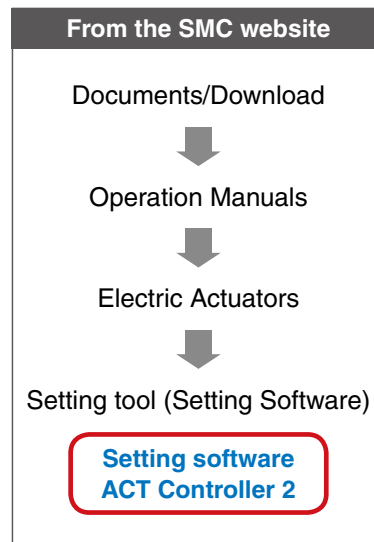 From the SMC website
Documents/Download
Operation Manuals
Electric Actuators
Setting tool (Setting Software)
Setting software
ACT Controller 2